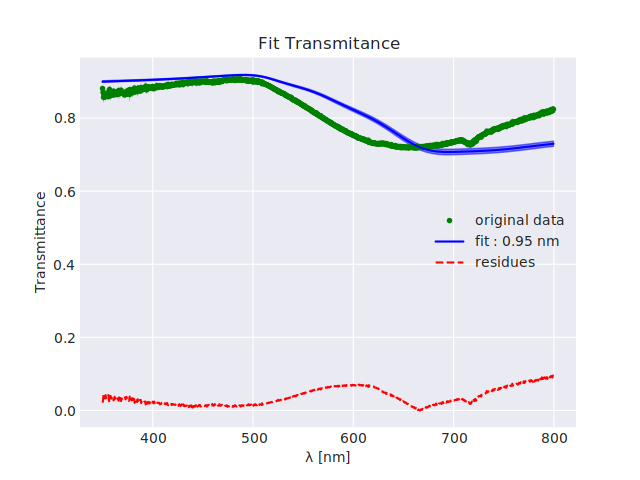 Fit Transmitance
Transmittance
0.8
0.6
0.4
0.2
0.0
original data
fit : 0.95 nm
residues
400 500 600 700 800
λ [nm]